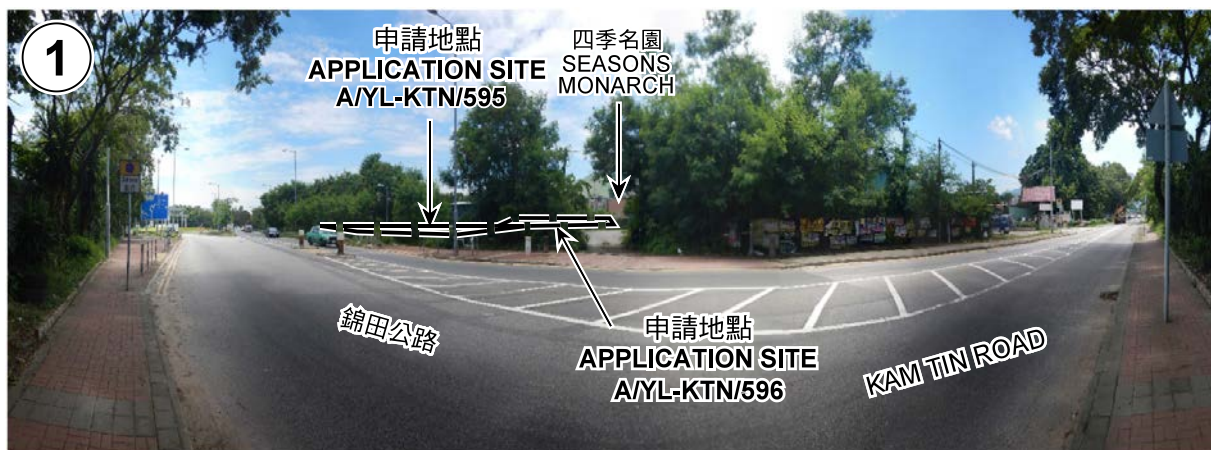 1
申請地點
APPLICATION SITE
A/YL-KTN/595
四季名園
SEASONS
MONARCH
錦田公路
申請地點
APPLICATION SITE
A/YL-KTN/596
KAM TIN ROAD